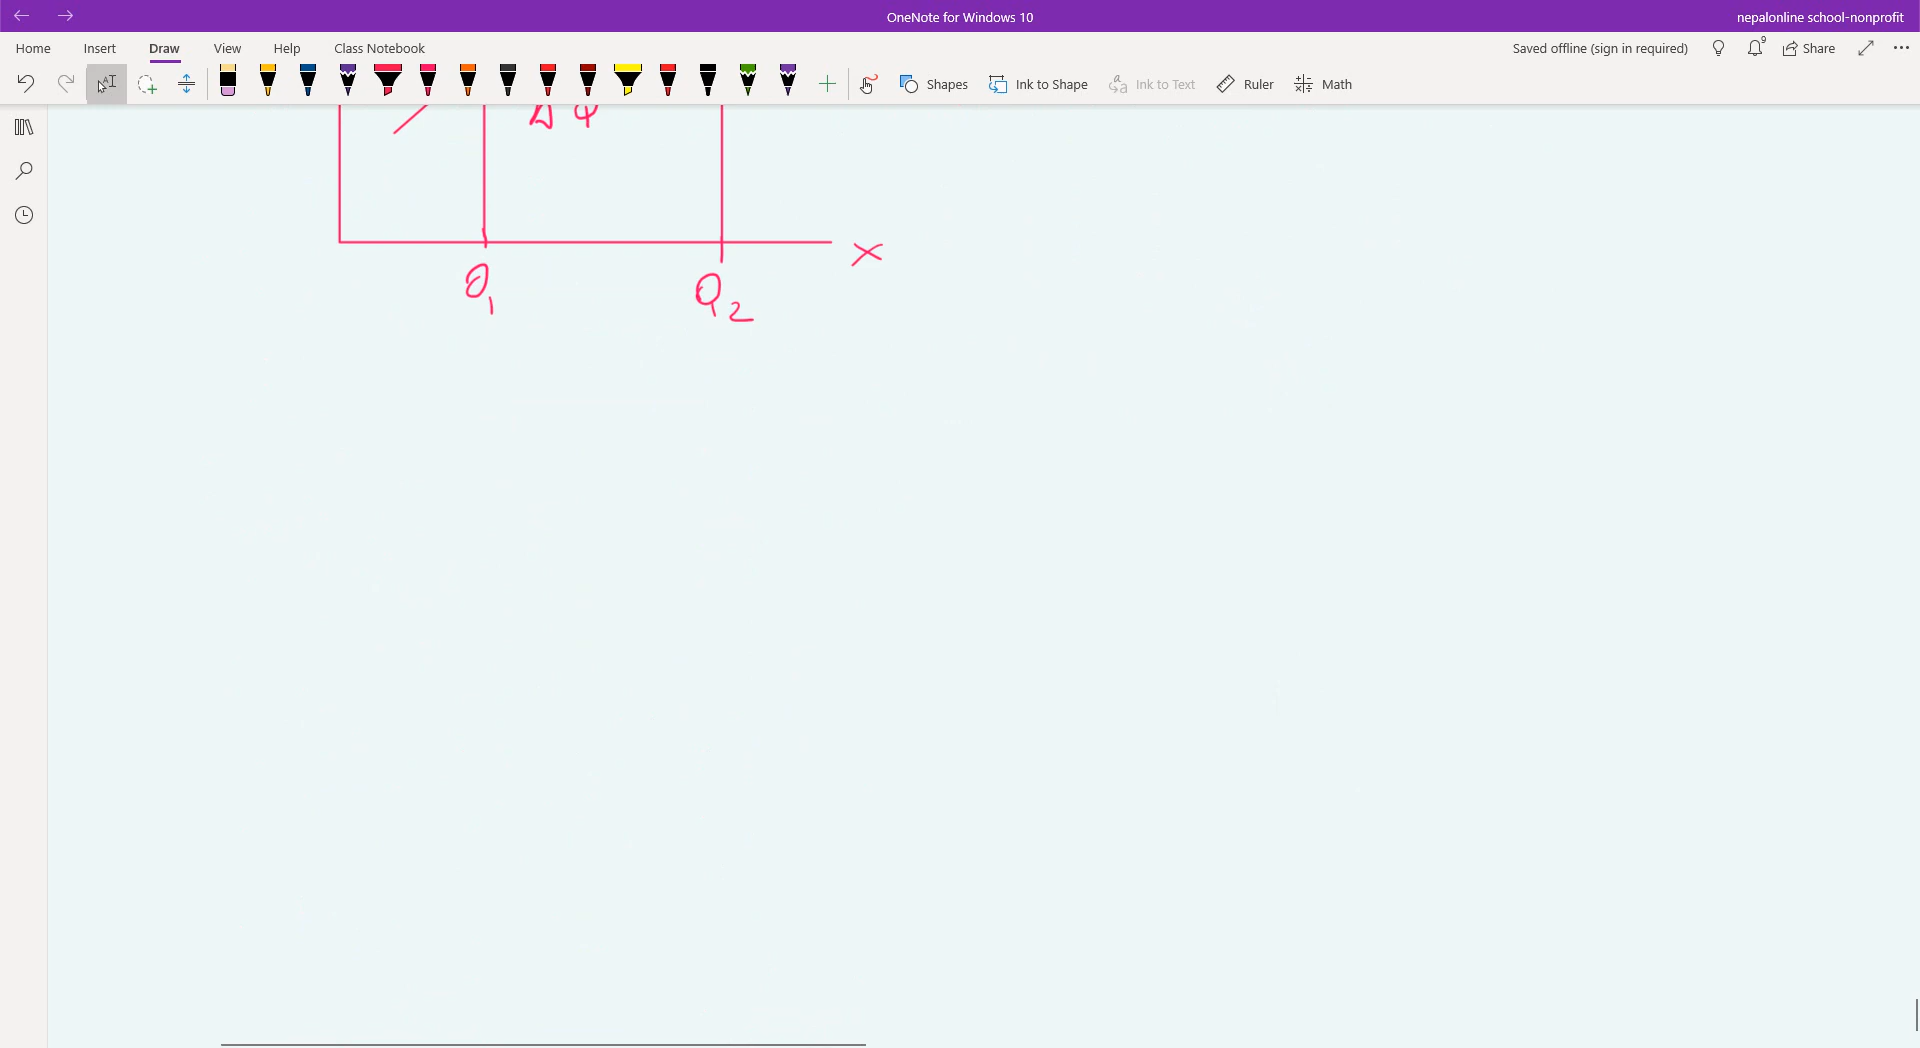 OneNote for Windows 10
nepalonline school-nonprofit
Home Insert Draw View Help Class Notebook
Saved offline (sign in required)
9
Share
Shapes
Ink to Shape
Ink to Text
Ruler
Math
X
Q1
Q2